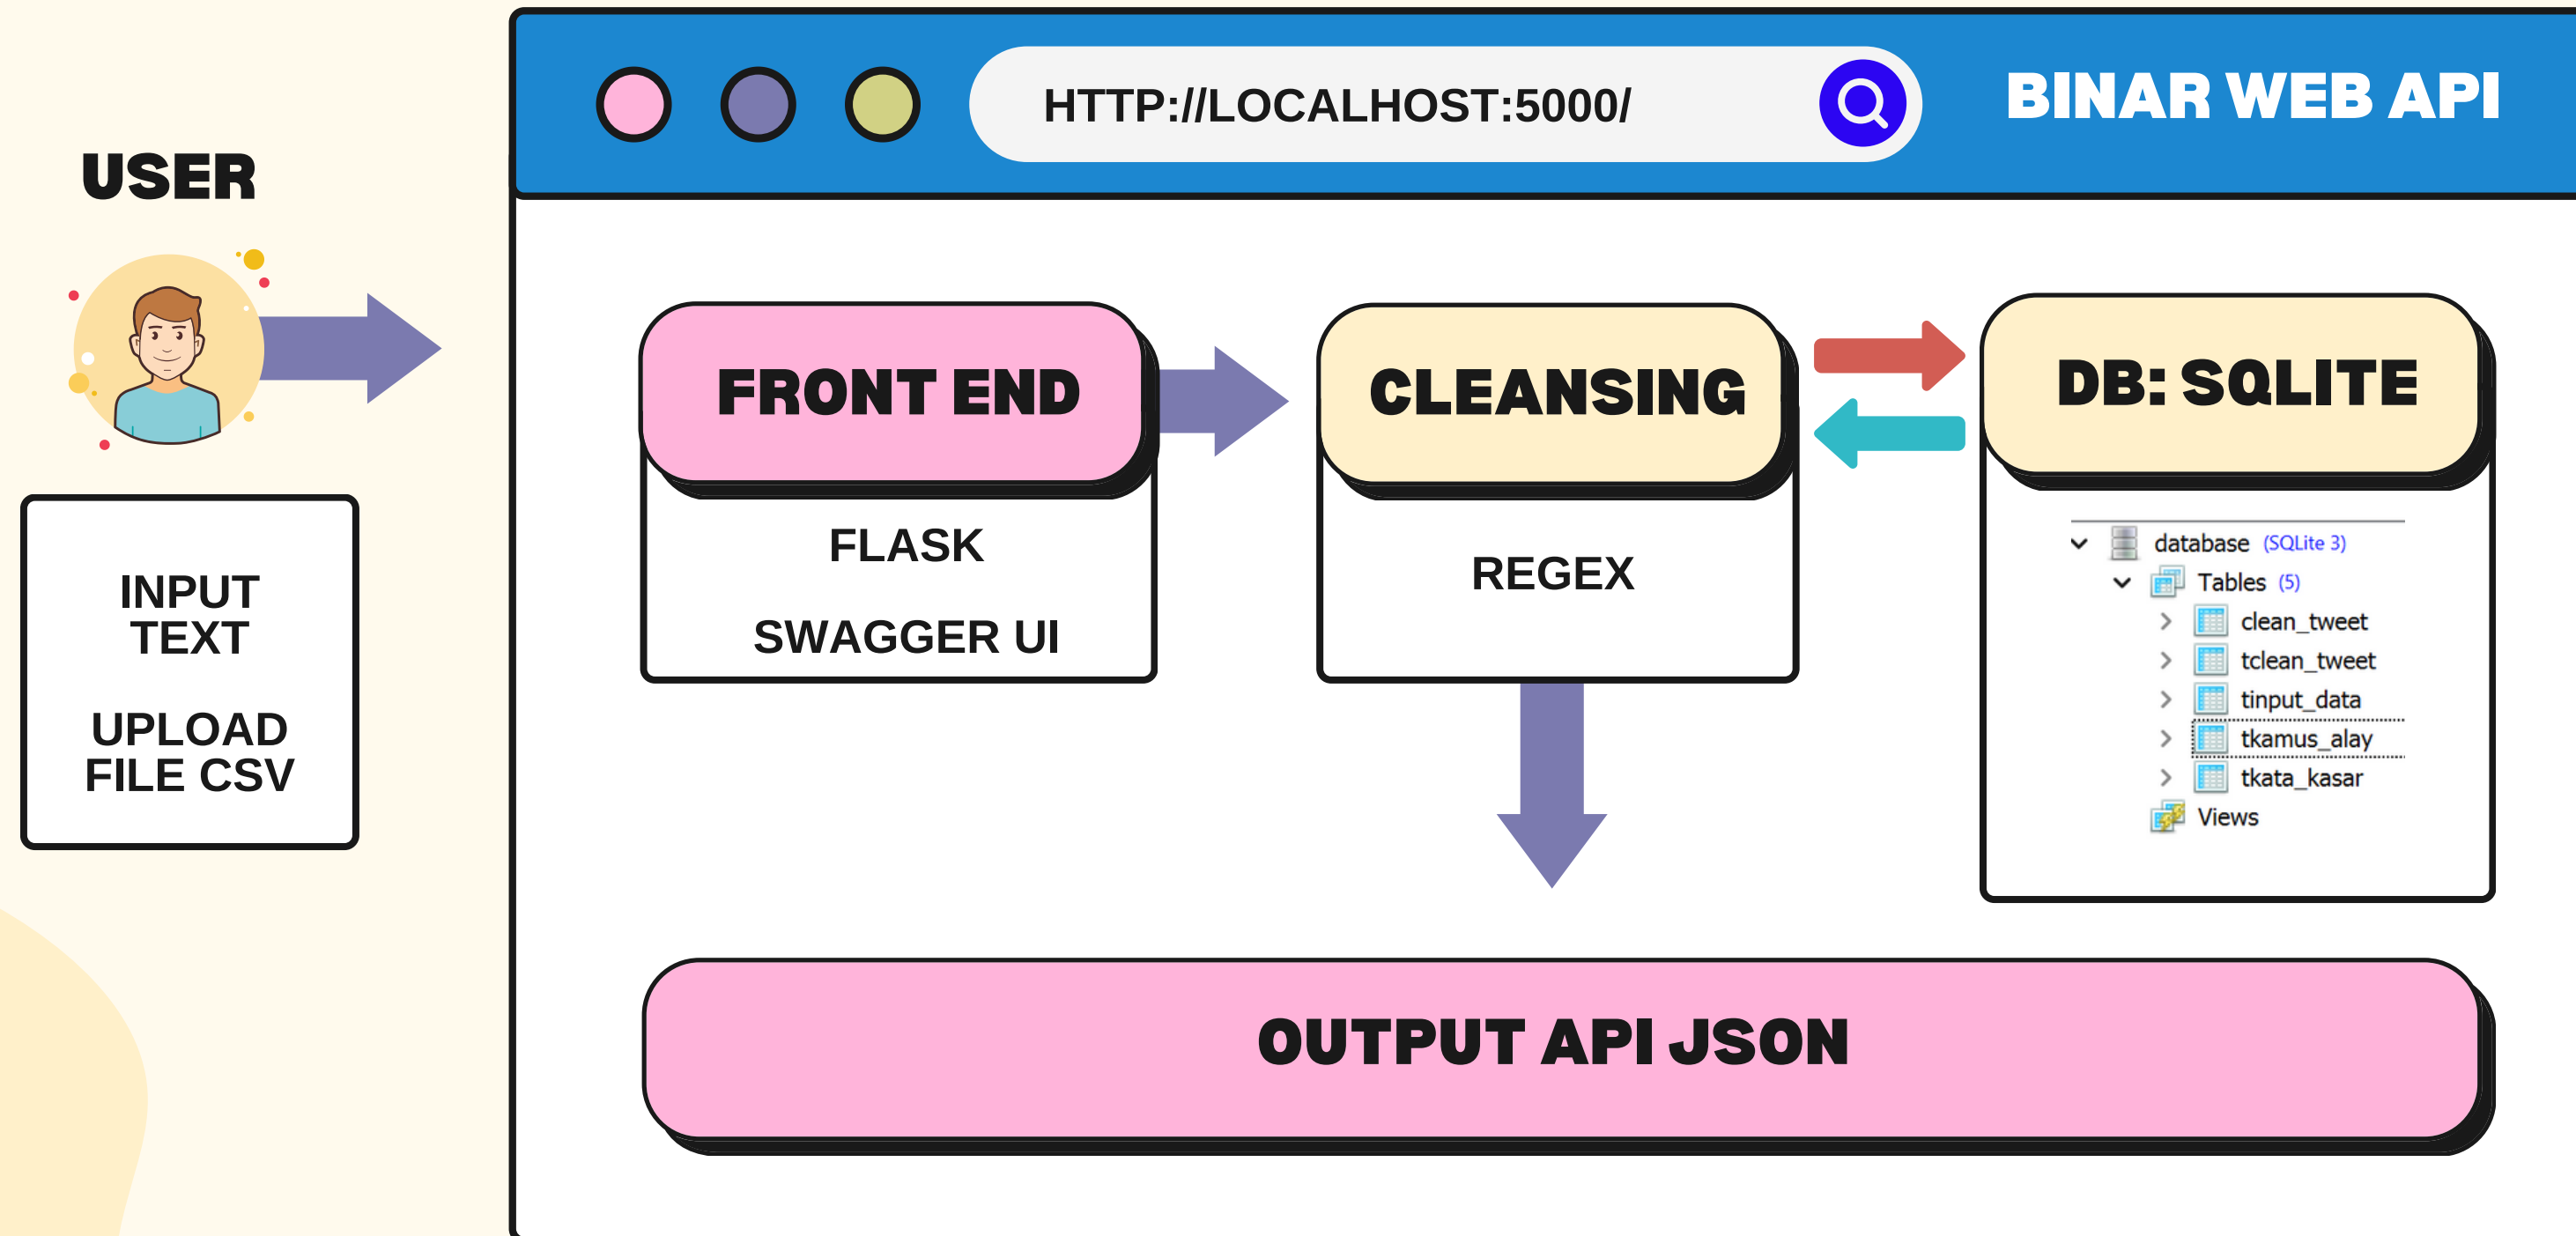 HTTP://LOCALHOST:5000/
BINAR WEB API
USER
INPUT
TEXT
UPLOAD
FILE CSV
FRONT END
FLASK
SWAGGER UI
CLEANSING
REGEX
DB: SQLITE
database (SQLite 3)
Tables (5)
clean_tweet
tclean_tweet
tinput_data
tkamus_alay
tkata_kasar
Views
OUTPUT API JSON